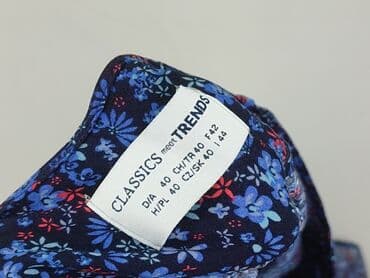 CLASSICS meet TRENDS
D/A 40 CH/TR 40 F 42
H/PL 40 CZ/SK 40 I 44